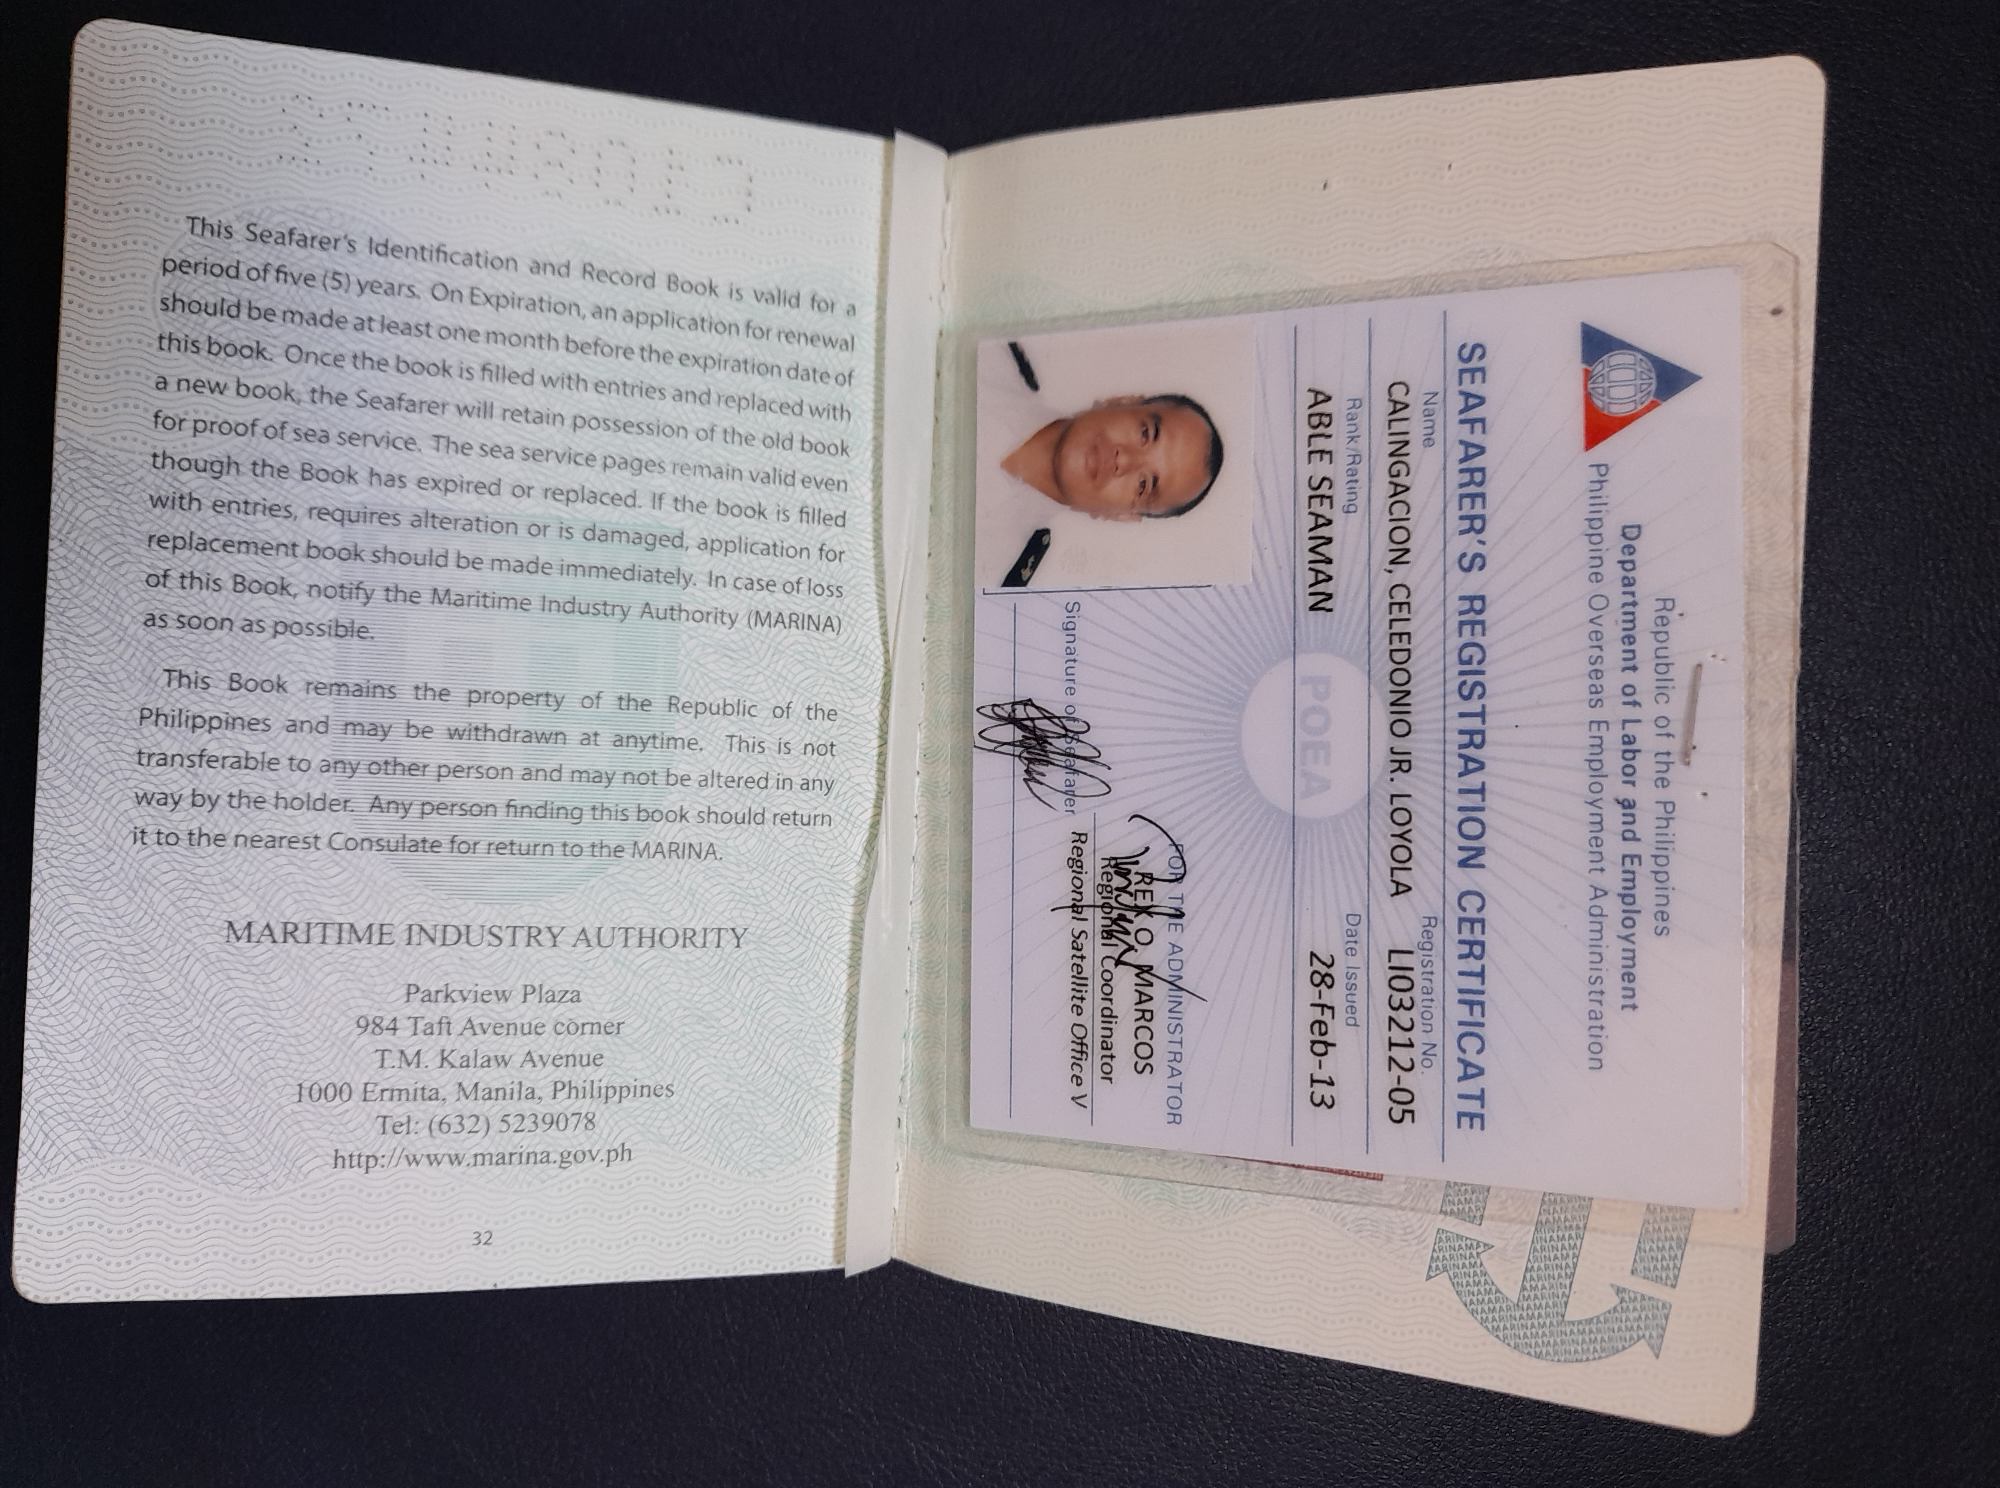 This Seafarer's Identification and Record Book is valid for a
period of five (5) years. On Expiration, an application for renewal
should be made at least one month before the expiration date of
this book. Once the book is filled with entries and replaced with
a new book, the Seafarer will retain possession of the old book
for proof of sea service. The sea service pages remain valid even
though the Book has expired or replaced. If the book is filled
with entries, requires alteration or is damaged, application for
replacement book should be made immediately. In case of loss
of this Book, notify the Maritime Industry Authority (MARINA)
as soon as possible.
This Book remains the property of the Republic of the
Philippines and may be withdrawn at anytime. This is not
transferable to any other person and may not be altered in any
way by the holder. Any person finding this book should return
it to the nearest Consulate for return to the MARINA.
MARITIME INDUSTRY AUTHORITY
Parkview Plaza
984 Taft Avenue corner
T.M. Kalaw Avenue
1000 Ermita, Manila, Philippines
Tel: (632) 5239078
http://www.marina.gov.ph
32
Republic of the Philippines
Department of Labor and Employment
Philippine Overseas Employment Administration
SEAFARER'S REGISTRATION CERTIFICATE
Name Registration No.
CALINGACION, CELEDONIO JR. LOYOLA LI03212-05
Rank/Rating Date Issued
ABLE SEAMAN 28-Feb-13
POEA
FOR THE ADMINISTRATOR
REX O. MARCOS
Regional Coordinator
Regional Satellite Office V
Signature of Seafarer